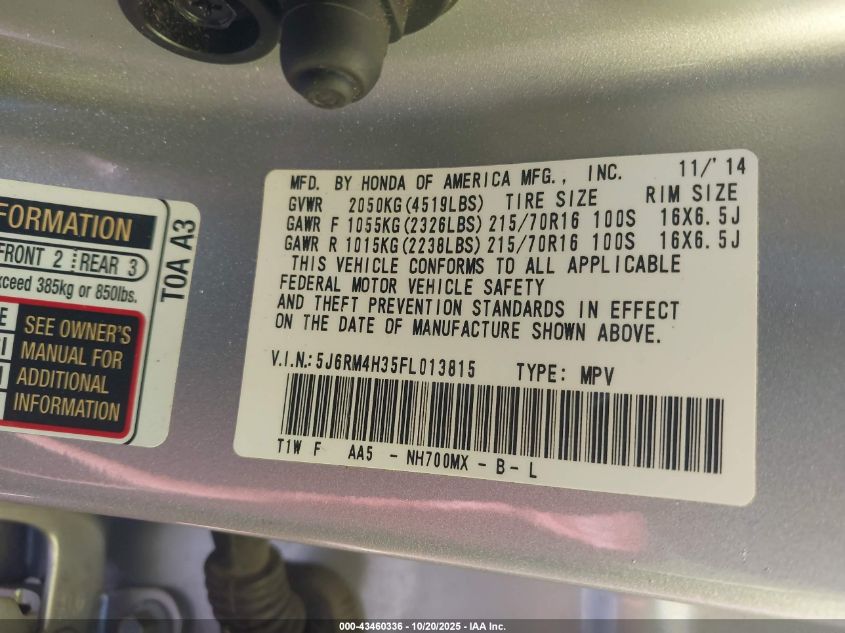 FORMATION
FRONT 2 REAR 3
xceed 385kg or 850lbs.
SEE OWNER'S
MANUAL FOR
ADDITIONAL
INFORMATION
T0A A3
MFD. BY HONDA OF AMERICA MFG., INC. 11/'14
GVWR 2050KG(4519LBS) TIRE SIZE RIM SIZE
GAWR F 1055KG(2326LBS) 215/70R16 100S 16X6.5J
GAWR R 1015KG(2238LBS) 215/70R16 100S 16X6.5J
THIS VEHICLE CONFORMS TO ALL APPLICABLE
FEDERAL MOTOR VEHICLE SAFETY
AND THEFT PREVENTION STANDARDS IN EFFECT
ON THE DATE OF MANUFACTURE SHOWN ABOVE.
V.I.N.:5J6RM4H35FL013815 TYPE: MPV
T1W F AA5 - NH700MX - B - L
000-43460336 - 10/20/2025 - IAA Inc.